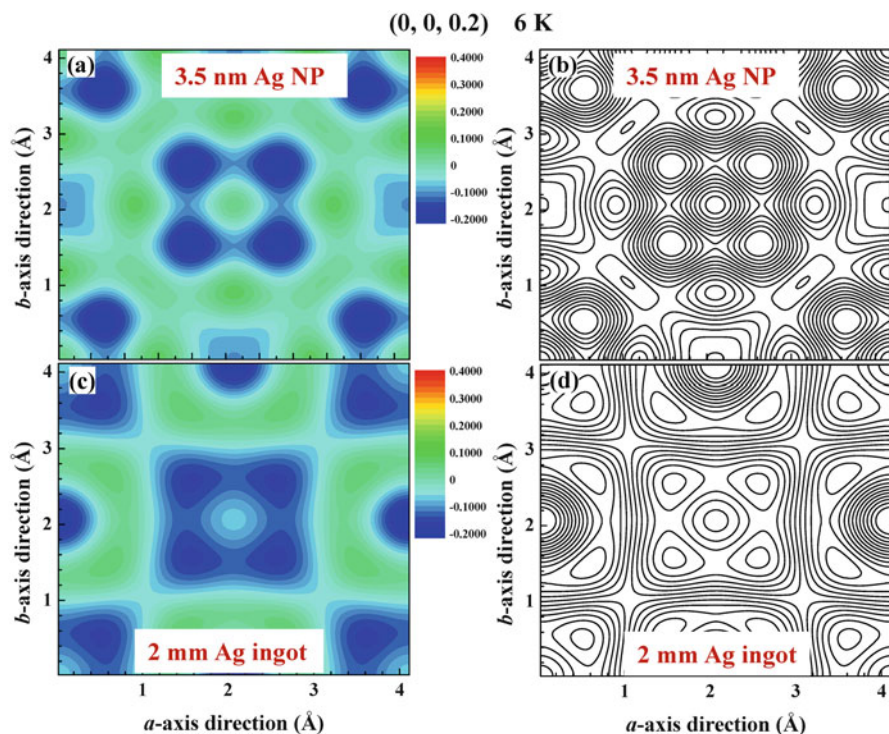 (0, 0, 0.2) 6 K
(a)
3.5 nm Ag NP
0.4000
0.3000
0.2000
0.1000
0
-0.1000
-0.2000
b-axis direction (Å)
4
3
2
1
(b)
3.5 nm Ag NP
b-axis direction (Å)
4
3
2
1
(c)
2 mm Ag ingot
0.4000
0.3000
0.2000
0.1000
0
-0.1000
-0.2000
b-axis direction (Å)
4
3
2
1
1 2 3 4
a-axis direction (Å)
(d)
2 mm Ag ingot
b-axis direction (Å)
4
3
2
1
1 2 3 4
a-axis direction (Å)